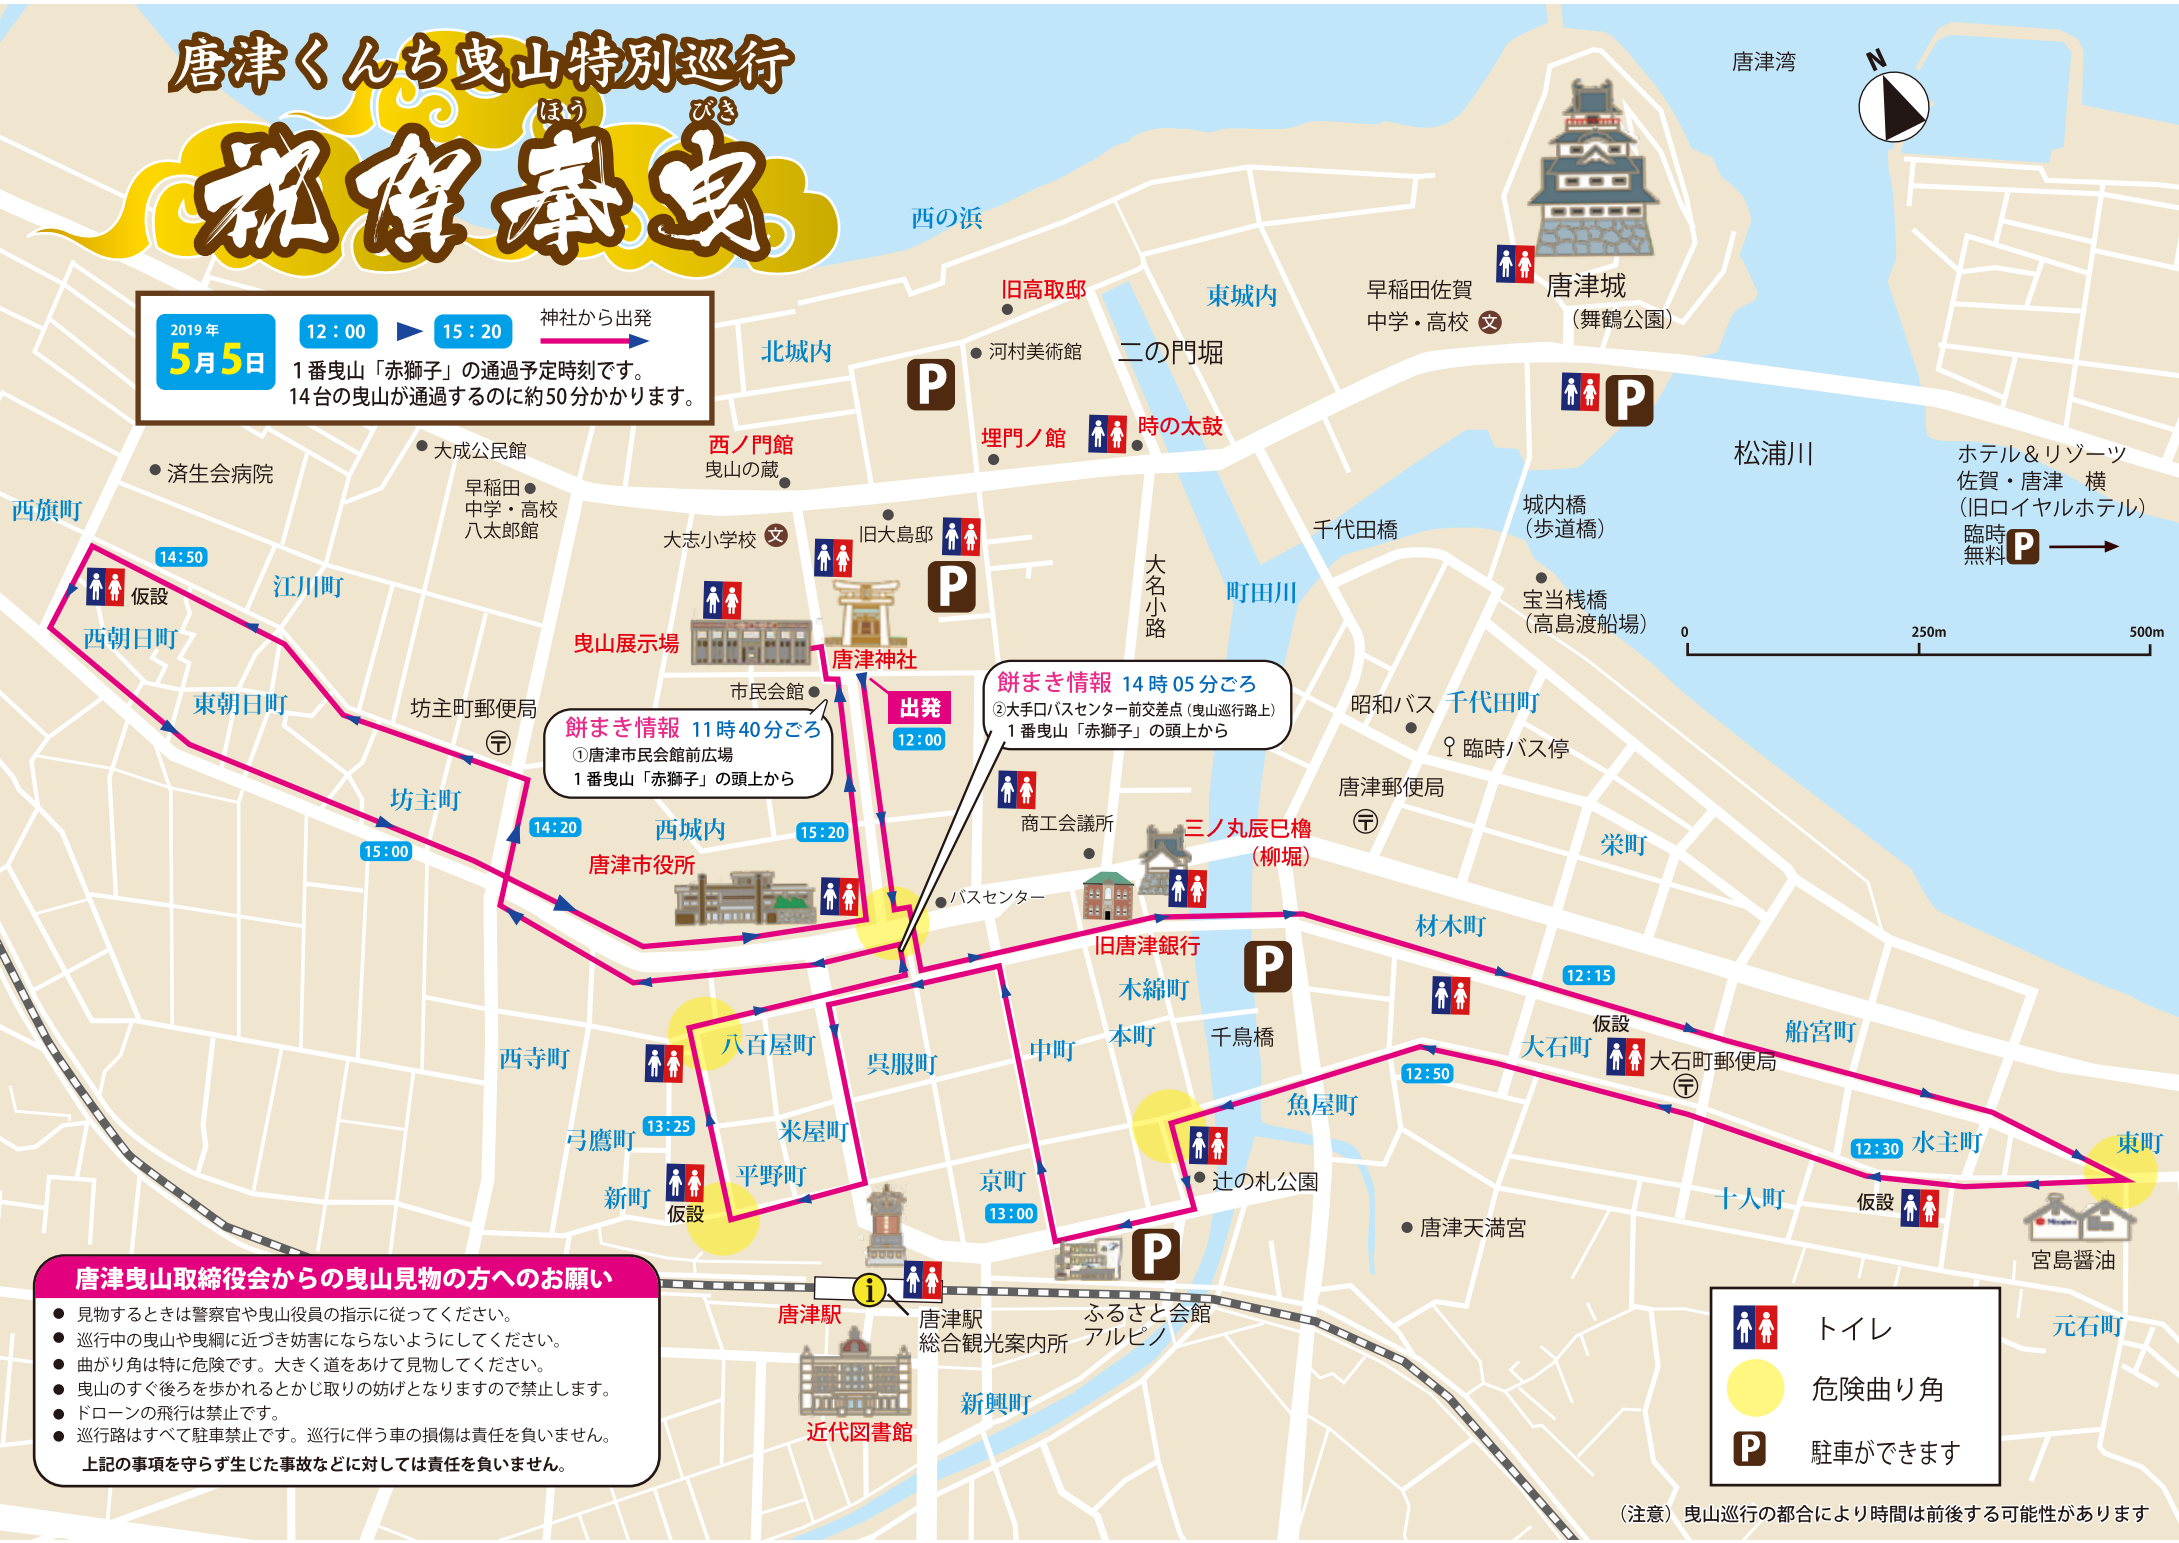 唐津くんち曳山特別巡行
ほう びき
祝賀奉曳
2019年
5月5日
12：00 15：20
神社から出発
1番曳山「赤獅子」の通過予定時刻です。
14台の曳山が通過するのに約50分かかります。
唐津湾
N
西の浜
旧高取邸
東城内
早稲田佐賀
中学・高校
文
唐津城
（舞鶴公園）
北城内
河村美術館
二の門堀
P
P
松浦川
ホテル＆リゾーツ
佐賀・唐津　横
（旧ロイヤルホテル）
臨時
無料
P
大成公民館
済生会病院
早稲田
中学・高校
八太郎館
西ノ門館
曳山の蔵
埋門ノ館
時の太鼓
西旗町
14:50
仮設
江川町
西朝日町
東朝日町
大志小学校
文
旧大島邸
P
大名小路
町田川
千代田橋
城内橋
（歩道橋）
宝当桟橋
（高島渡船場）
0 250m 500m
曳山展示場
唐津神社
市民会館
出発
12:00
坊主町郵便局
餅まき情報 11時40分ごろ
①唐津市民会館前広場
1番曳山「赤獅子」の頭上から
餅まき情報 14時05分ごろ
②大手口バスセンター前交差点（曳山巡行路上）
1番曳山「赤獅子」の頭上から
昭和バス
千代田町
臨時バス停
唐津郵便局
坊主町
14:20
15:00
西城内
15:20
唐津市役所
商工会議所
三ノ丸辰巳櫓
（柳堀）
栄町
バスセンター
旧唐津銀行
材木町
P
12:15
木綿町
本町
千鳥橋
仮設
大石町
大石町郵便局
船宮町
西寺町
八百屋町
呉服町
中町
12:50
魚屋町
弓鷹町
13:25
米屋町
平野町
新町
仮設
京町
13:00
辻の札公園
12:30
水主町
東町
十人町
仮設
唐津天満宮
宮島醤油
P
唐津駅
i
唐津駅
総合観光案内所
ふるさと会館
アルピノ
近代図書館
新興町
元石町
唐津曳山取締役会からの曳山見物の方へのお願い
● 見物するときは警察官や曳山役員の指示に従ってください。
● 巡行中の曳山や曳綱に近づき妨害にならないようにしてください。
● 曲がり角は特に危険です。大きく道をあけて見物してください。
● 曳山のすぐ後ろを歩かれるとかじ取りの妨げとなりますので禁止します。
● ドローンの飛行は禁止です。
● 巡行路はすべて駐車禁止です。巡行に伴う車の損傷は責任を負いません。
上記の事項を守らず生じた事故などに対しては責任を負いません。
トイレ
危険曲り角
P 駐車ができます
（注意）曳山巡行の都合により時間は前後する可能性があります